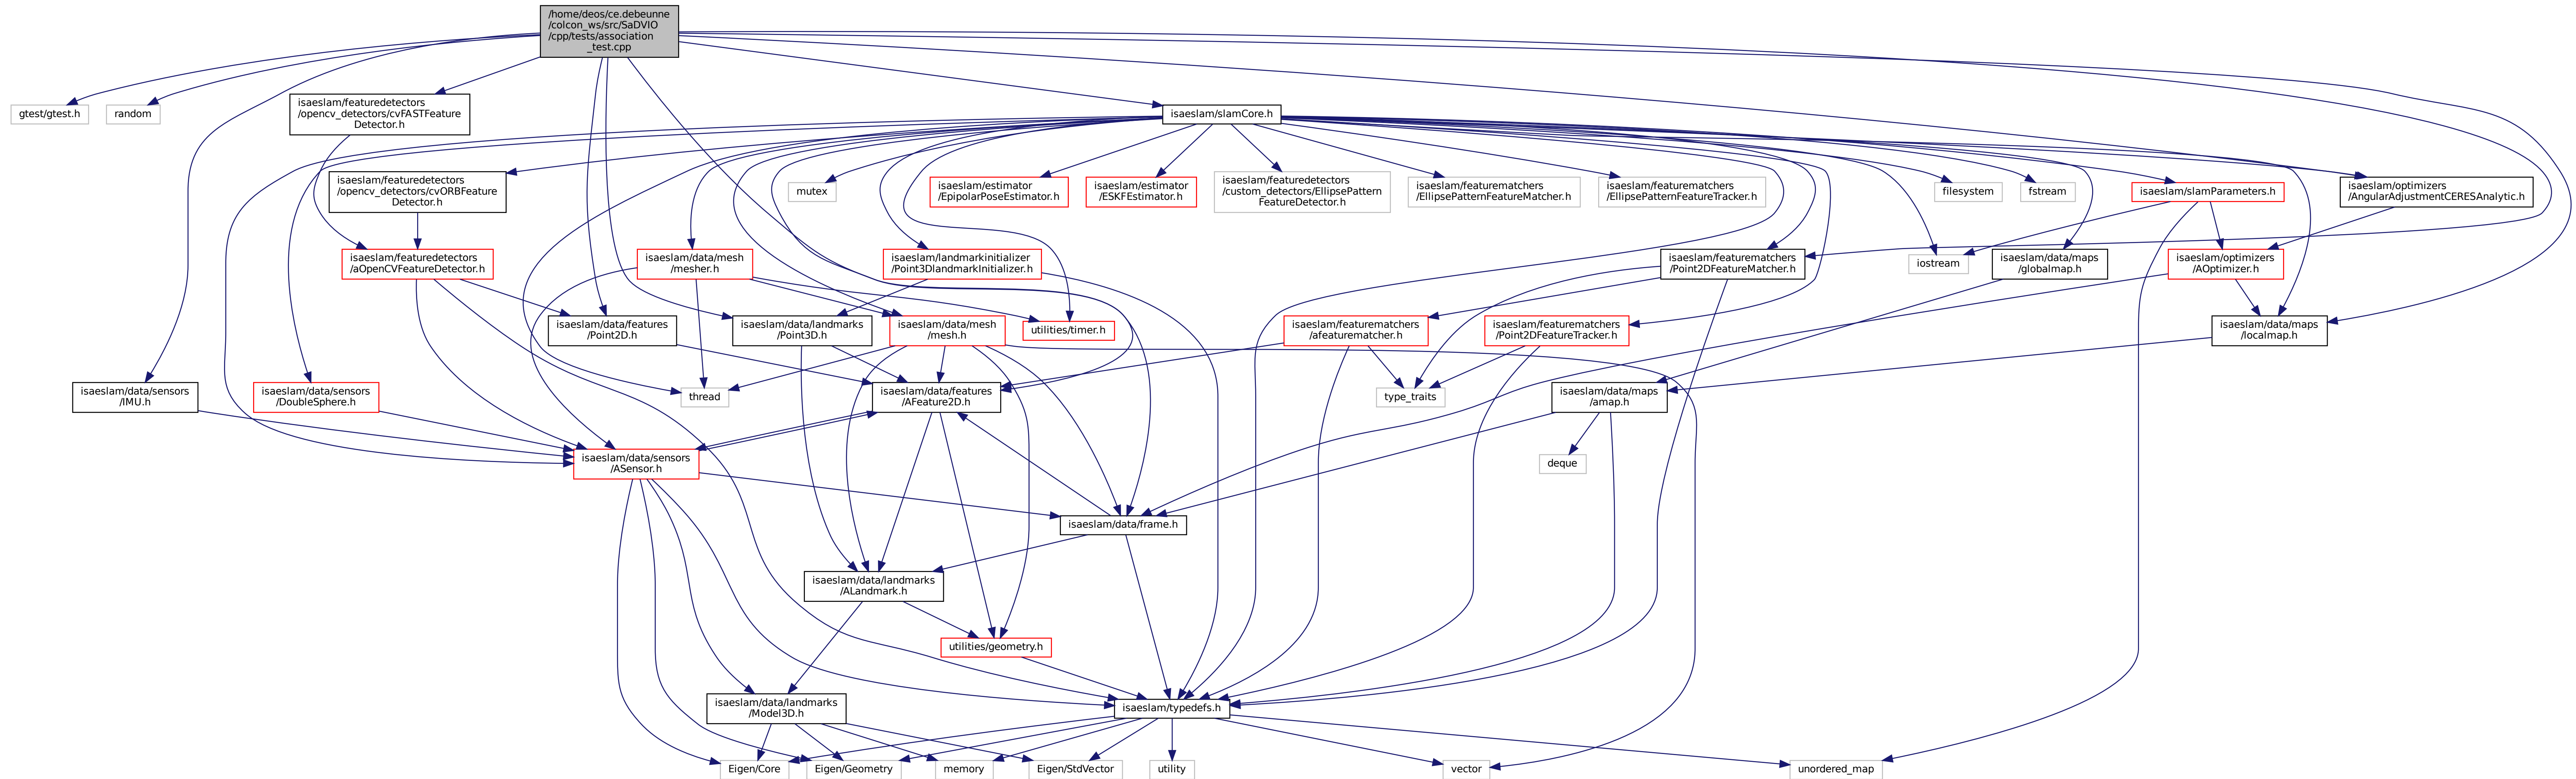 /home/deos/ce.debeunne
/colcon_ws/src/SaDVIO
/cpp/tests/association
_test.cpp
gtest/gtest.h
random
isaeslam/featuredetectors
/opencv_detectors/cvFASTFeature
Detector.h
isaeslam/slamCore.h
isaeslam/featuredetectors
/opencv_detectors/cvORBFeature
Detector.h
mutex
isaeslam/estimator
/EpipolarPoseEstimator.h
isaeslam/estimator
/ESKFEstimator.h
isaeslam/featuredetectors
/custom_detectors/EllipsePattern
FeatureDetector.h
isaeslam/featurematchers
/EllipsePatternFeatureMatcher.h
isaeslam/featurematchers
/EllipsePatternFeatureTracker.h
filesystem
fstream
isaeslam/slamParameters.h
isaeslam/optimizers
/AngularAdjustmentCERESAnalytic.h
isaeslam/featuredetectors
/aOpenCVFeatureDetector.h
isaeslam/data/mesh
/mesher.h
isaeslam/landmarkinitializer
/Point3DlandmarkInitializer.h
isaeslam/featurematchers
/Point2DFeatureMatcher.h
iostream
isaeslam/data/maps
/globalmap.h
isaeslam/optimizers
/AOptimizer.h
isaeslam/data/features
/Point2D.h
isaeslam/data/landmarks
/Point3D.h
isaeslam/data/mesh
/mesh.h
utilities/timer.h
isaeslam/featurematchers
/afeaturematcher.h
isaeslam/featurematchers
/Point2DFeatureTracker.h
isaeslam/data/maps
/localmap.h
isaeslam/data/sensors
/IMU.h
isaeslam/data/sensors
/DoubleSphere.h
thread
isaeslam/data/features
/AFeature2D.h
type_traits
isaeslam/data/maps
/amap.h
isaeslam/data/sensors
/ASensor.h
deque
isaeslam/data/frame.h
isaeslam/data/landmarks
/ALandmark.h
utilities/geometry.h
isaeslam/data/landmarks
/Model3D.h
isaeslam/typedefs.h
Eigen/Core
Eigen/Geometry
memory
Eigen/StdVector
utility
vector
unordered_map